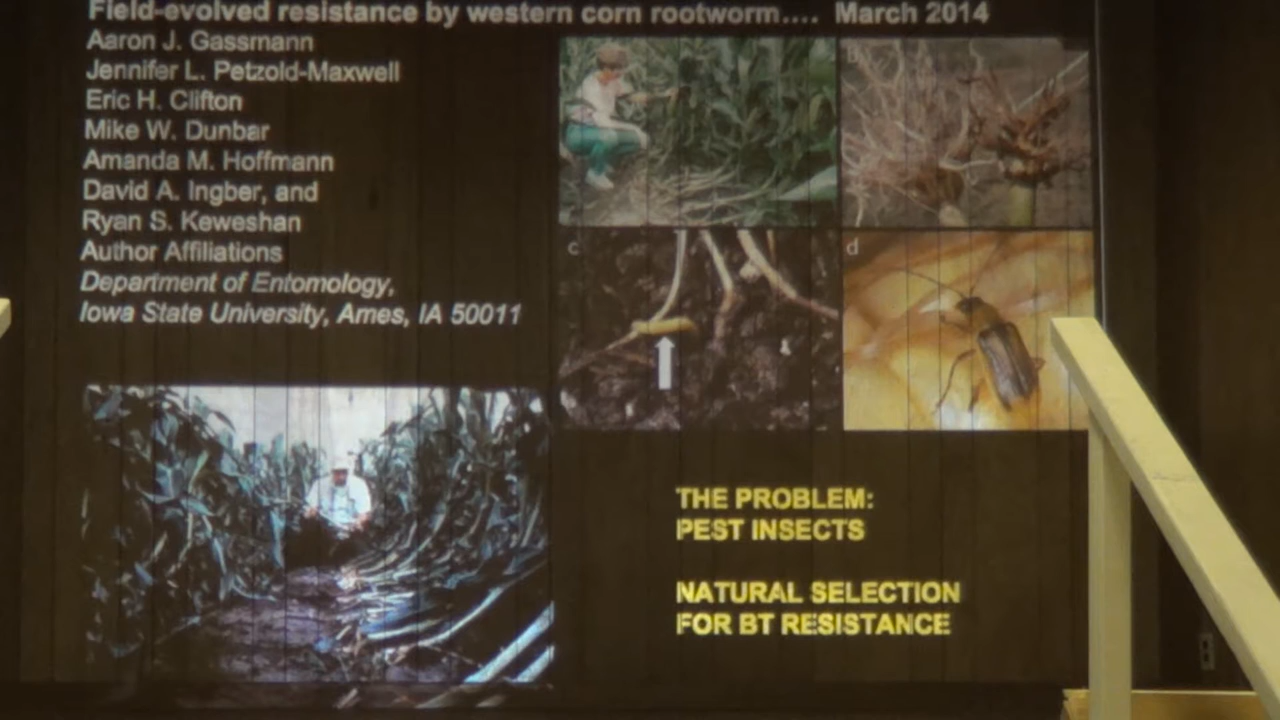 Field-evolved resistance by western corn rootworm.... March 2014
Aaron J. Gassmann
Jennifer L. Petzold-Maxwell
Eric H. Clifton
Mike W. Dunbar
Amanda M. Hoffmann
David A. Ingber, and
Ryan S. Keweshan
Author Affiliations
Department of Entomology,
Iowa State University, Ames, IA 50011
b
c
d
THE PROBLEM:
PEST INSECTS
NATURAL SELECTION
FOR BT RESISTANCE